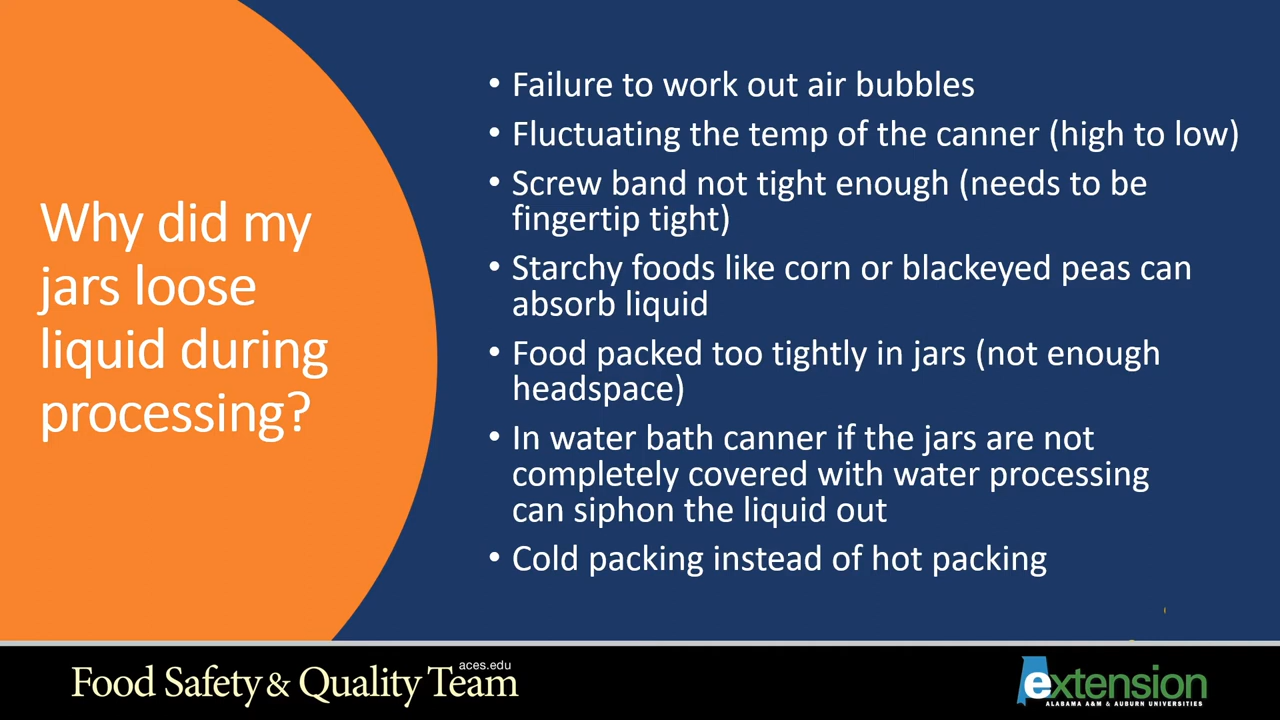 Why did my
jars loose
liquid during
processing?
• Failure to work out air bubbles
• Fluctuating the temp of the canner (high to low)
• Screw band not tight enough (needs to be
fingertip tight)
• Starchy foods like corn or blackeyed peas can
absorb liquid
• Food packed too tightly in jars (not enough
headspace)
• In water bath canner if the jars are not
completely covered with water processing
can siphon the liquid out
• Cold packing instead of hot packing
aces.edu
Food Safety & Quality Team
extension
ALABAMA A&M & AUBURN UNIVERSITIES